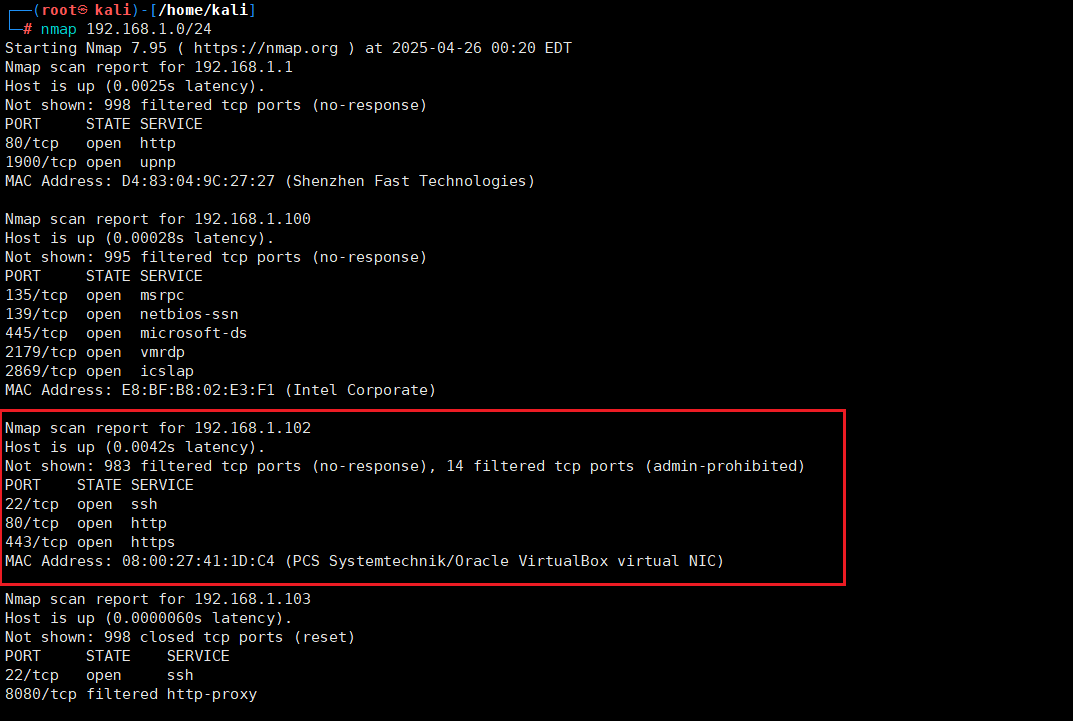 ┌──(root㉿ kali)-[/home/kali]
└─# nmap 192.168.1.0/24
Starting Nmap 7.95 ( https://nmap.org ) at 2025-04-26 00:20 EDT
Nmap scan report for 192.168.1.1
Host is up (0.0025s latency).
Not shown: 998 filtered tcp ports (no-response)
PORT     STATE SERVICE
80/tcp   open  http
1900/tcp open  upnp
MAC Address: D4:83:04:9C:27:27 (Shenzhen Fast Technologies)

Nmap scan report for 192.168.1.100
Host is up (0.00028s latency).
Not shown: 995 filtered tcp ports (no-response)
PORT     STATE SERVICE
135/tcp  open  msrpc
139/tcp  open  netbios-ssn
445/tcp  open  microsoft-ds
2179/tcp open  vmrdp
2869/tcp open  icslap
MAC Address: E8:BF:B8:02:E3:F1 (Intel Corporate)

Nmap scan report for 192.168.1.102
Host is up (0.0042s latency).
Not shown: 983 filtered tcp ports (no-response), 14 filtered tcp ports (admin-prohibited)
PORT    STATE SERVICE
22/tcp  open  ssh
80/tcp  open  http
443/tcp open  https
MAC Address: 08:00:27:41:1D:C4 (PCS Systemtechnik/Oracle VirtualBox virtual NIC)

Nmap scan report for 192.168.1.103
Host is up (0.0000060s latency).
Not shown: 998 closed tcp ports (reset)
PORT     STATE    SERVICE
22/tcp   open     ssh
8080/tcp filtered http-proxy